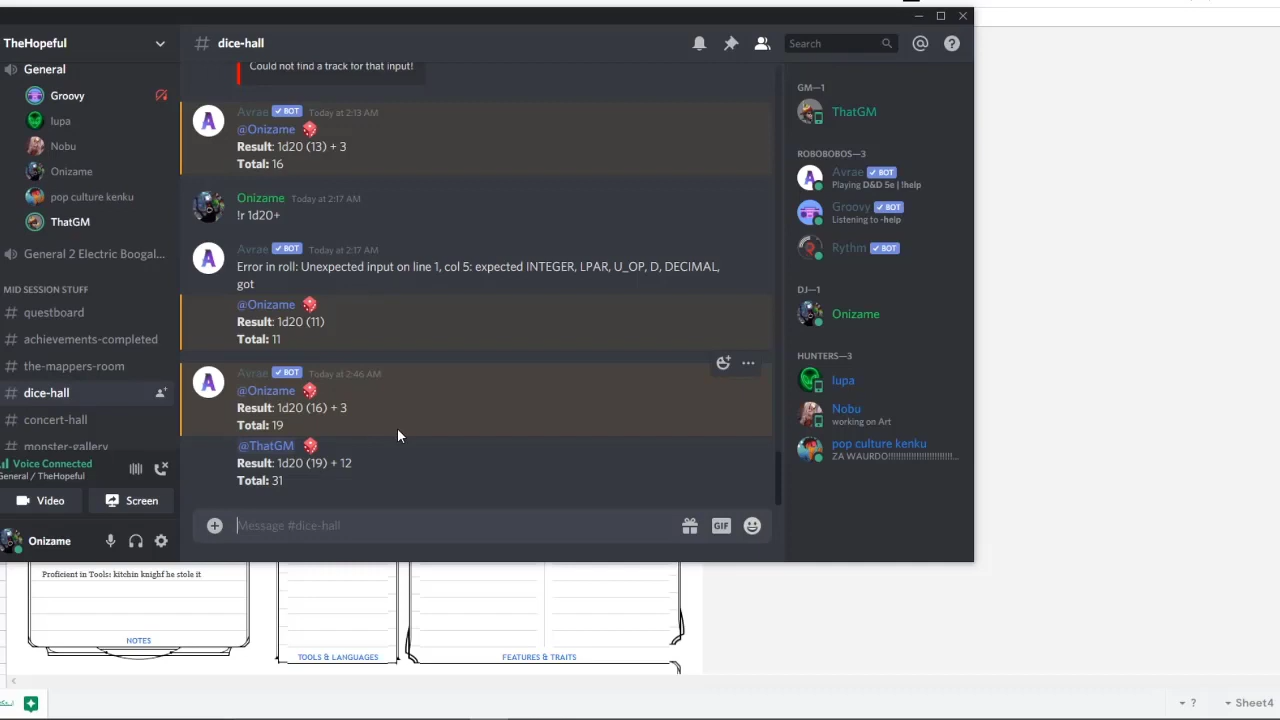 TheHopeful
General
Groovy
lupa
Nobu
Onizame
pop culture kenku
ThatGM
General 2 Electric Boogal...
MID SESSION STUFF
# questboard
# achievements-completed
# the-mappers-room
# dice-hall
# concert-hall
# monster-gallery
Voice Connected
General / TheHopeful
Video
Screen
Onizame
# dice-hall
Search
Could not find a track for that input!
A
Avrae BOT Today at 2:13 AM
@Onizame
Result: 1d20 (13) + 3
Total: 16
Onizame Today at 2:17 AM
!r 1d20+
A
Avrae BOT Today at 2:17 AM
Error in roll: Unexpected input on line 1, col 5: expected INTEGER, LPAR, U_OP, D, DECIMAL,
got
@Onizame
Result: 1d20 (11)
Total: 11
A
Avrae BOT Today at 2:46 AM
@Onizame
Result: 1d20 (16) + 3
Total: 19
@ThatGM
Result: 1d20 (19) + 12
Total: 31
Message #dice-hall
GIF
GM—1
ThatGM
ROBOBOBOS—3
A
Avrae BOT
Playing D&D 5e | !help
Groovy BOT
Listening to -help
Rythm BOT
DJ—1
Onizame
HUNTERS—3
lupa
Nobu
working on Art
pop culture kenku
ZA WAURDO!!!!!!!!!!!!!!!!!!!!!!!!!!...
Proficient in Tools: kitchin knighf he stole it
NOTES
TOOLS & LANGUAGES
FEATURES & TRAITS
?
Sheet4